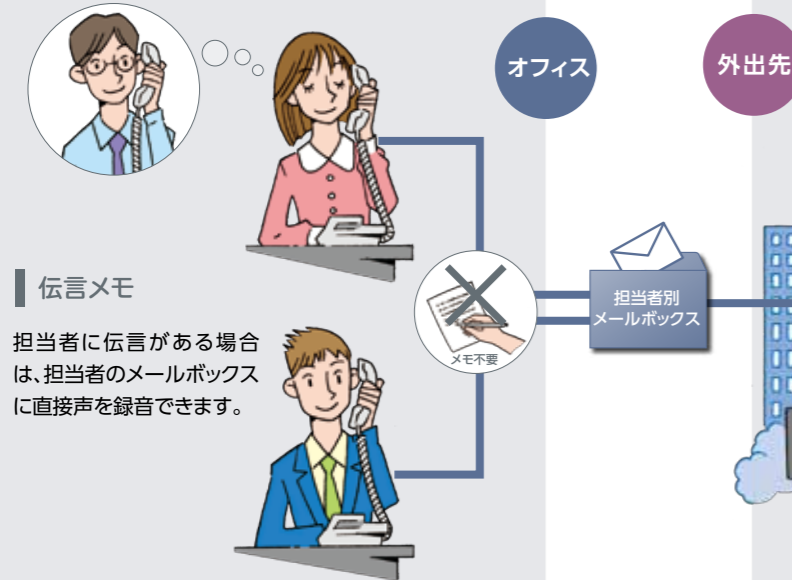 オフィス
外出先
伝言メモ
担当者に伝言がある場合
は、担当者のメールボックス
に直接声を録音できます。
メモ不要
担当者別
メールボックス